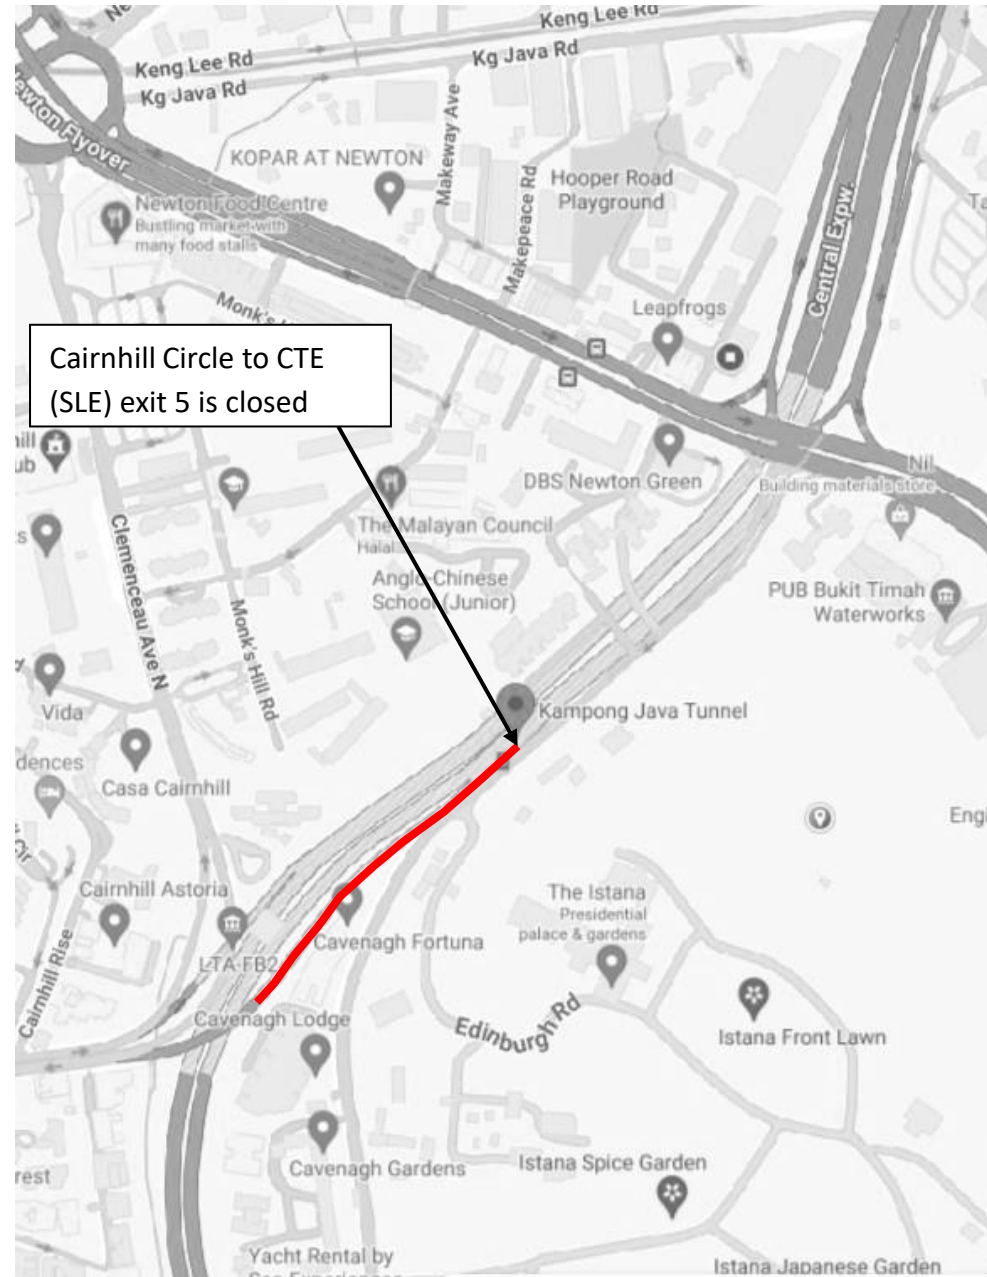 Keng Lee Rd
Keng Lee Rd
Kg Java Rd
Kg Java Rd
Newton Flyover
KOPAR AT NEWTON
Makeway Ave
Makepeace Rd
Hooper Road
Playground
Newton Food Centre
Bustling market with
many food stalls
Central Expw.
Leapfrogs
Monk's
Cairnhill Circle to CTE
(SLE) exit 5 is closed
DBS Newton Green
Nil
Building materials store
Clemenceau Ave N
The Malayan Council
Halal
Anglo-Chinese
School (Junior)
PUB Bukit Timah
Waterworks
Monk's Hill Rd
Vida
Kampong Java Tunnel
Casa Cairnhill
Cairnhill Astoria
The Istana
Presidential
palace & gardens
Cavenagh Fortuna
LTA-FB2
Cairnhill Rise
Cavenagh Lodge
Edinburgh Rd
Istana Front Lawn
Cavenagh Gardens
Istana Spice Garden
Yacht Rental by
Istana Japanese Garden